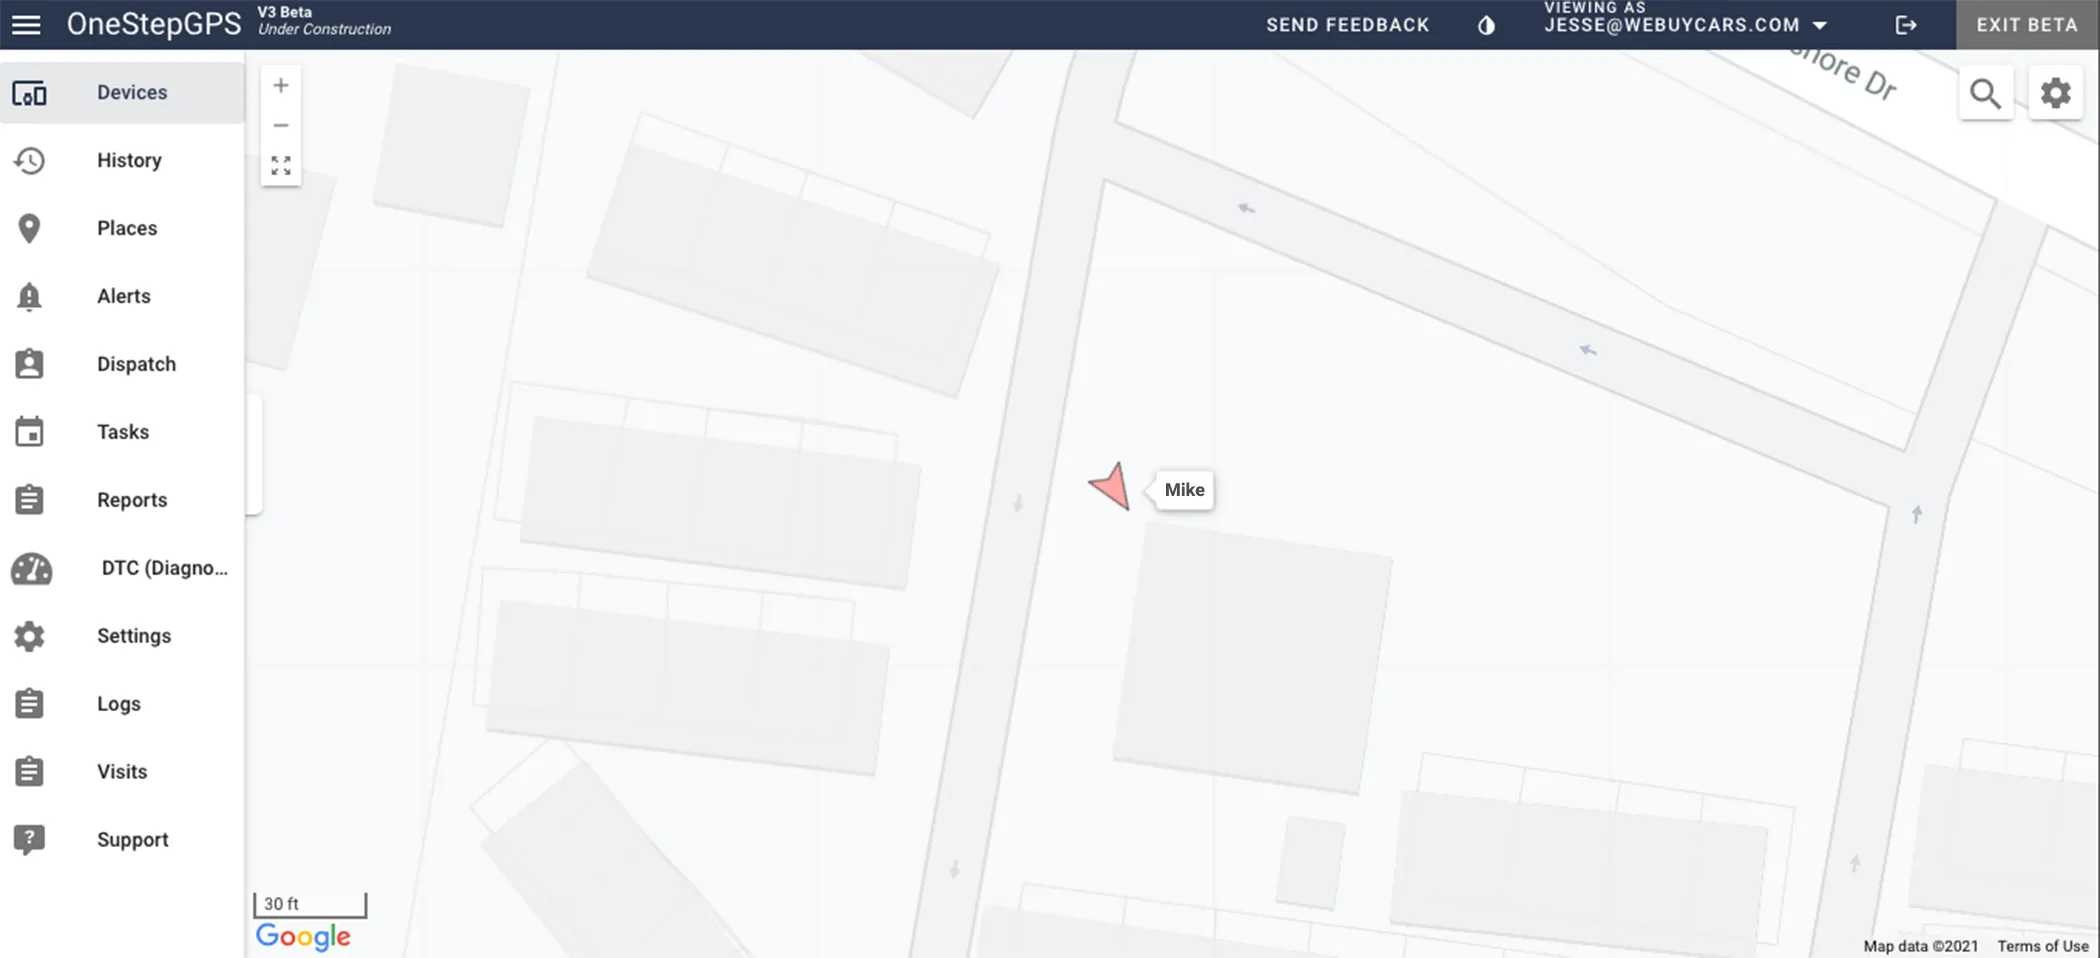 OneStepGPS
V3 Beta
Under Construction
SEND FEEDBACK
VIEWING AS
JESSE@WEBUYCARS.COM
EXIT BETA
Devices
History
Places
Alerts
Dispatch
Tasks
Reports
DTC (Diagno...
Settings
Logs
Visits
Support
hore Dr
Mike
30 ft
Google
Map data ©2021
Terms of Use